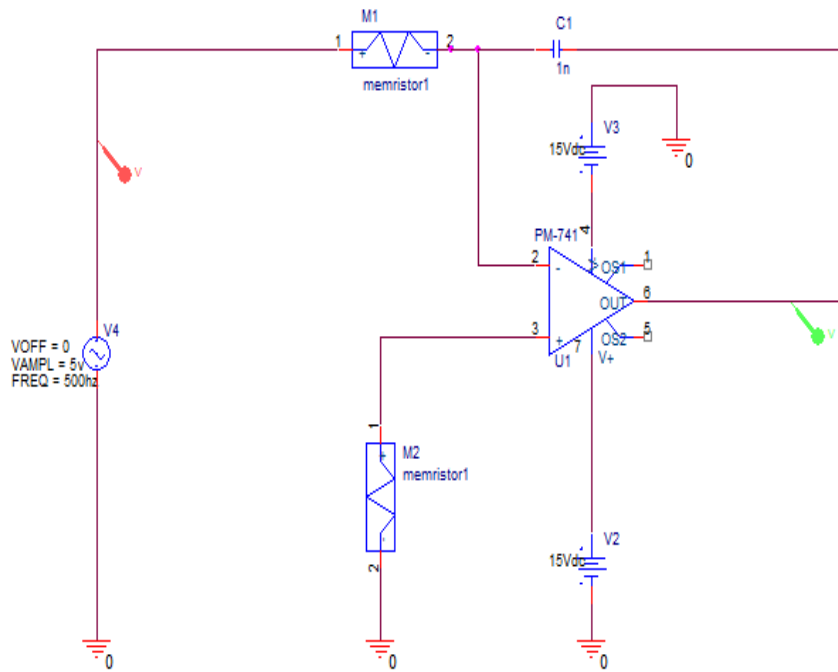 M1
C1
1
+
-
2
1n
memristor1
V3
15Vdc
0
V
4
PM-741
2
-
V-
OS1
1
OUT
6
3
+
7
OS2
5
U1
V+
V
V4
VOFF = 0
VAMPL = 5v
FREQ = 500hz
1
+
M2
memristor1
-
2
V2
15Vdc
0
0
0